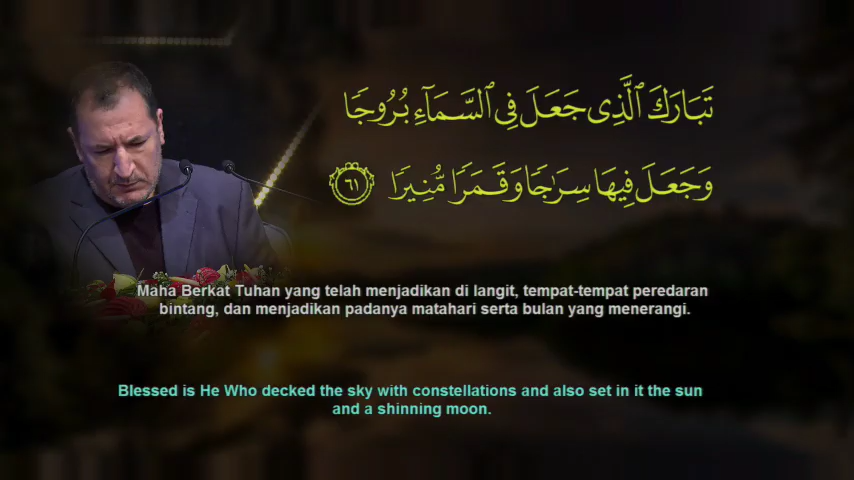 تَبَارَكَ ٱلَّذِى جَعَلَ فِى ٱلسَّمَآءِ بُرُوجًا
وَجَعَلَ فِيهَا سِرَٰجًا وَقَمَرًا مُّنِيرًا ٦١
Maha Berkat Tuhan yang telah menjadikan di langit, tempat-tempat peredaran
bintang, dan menjadikan padanya matahari serta bulan yang menerangi.
Blessed is He Who decked the sky with constellations and also set in it the sun
and a shinning moon.